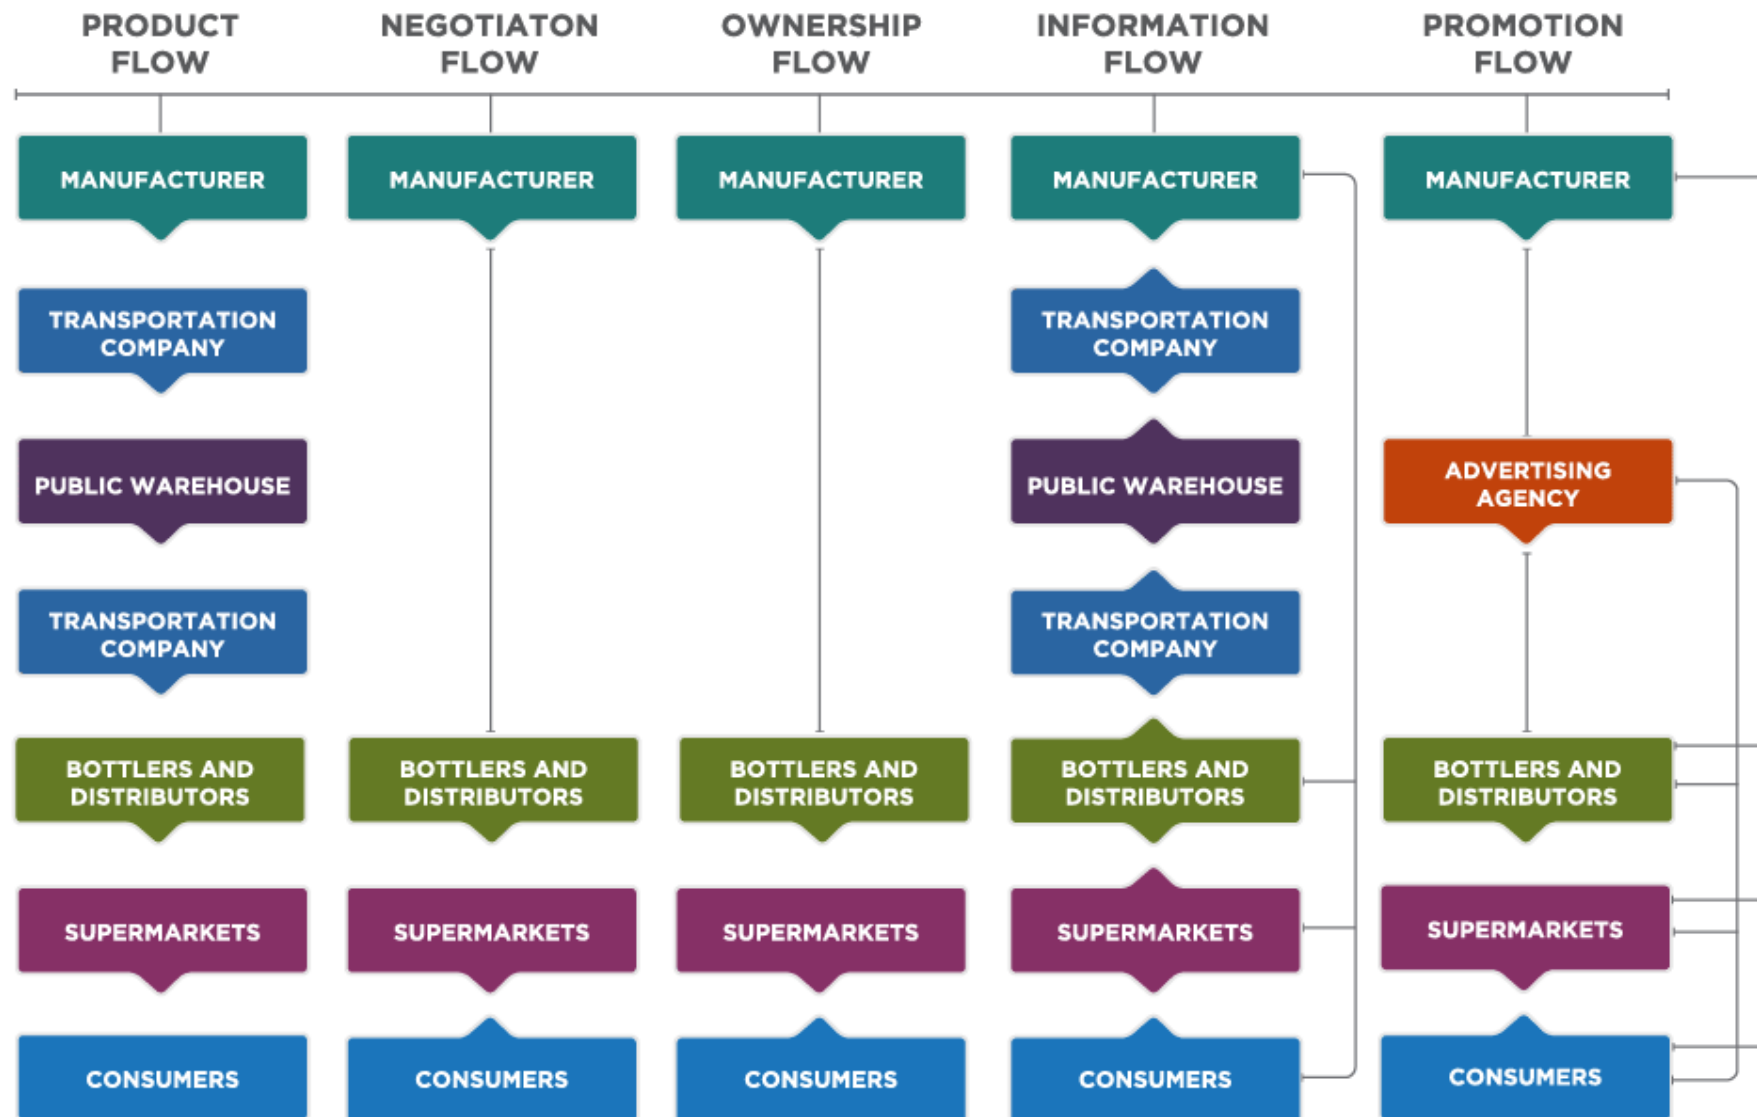 PRODUCT
FLOW
NEGOTIATON
FLOW
OWNERSHIP
FLOW
INFORMATION
FLOW
PROMOTION
FLOW
MANUFACTURER
TRANSPORTATION
COMPANY
PUBLIC WAREHOUSE
TRANSPORTATION
COMPANY
BOTTLERS AND
DISTRIBUTORS
SUPERMARKETS
CONSUMERS
MANUFACTURER
BOTTLERS AND
DISTRIBUTORS
SUPERMARKETS
CONSUMERS
MANUFACTURER
BOTTLERS AND
DISTRIBUTORS
SUPERMARKETS
CONSUMERS
MANUFACTURER
TRANSPORTATION
COMPANY
PUBLIC WAREHOUSE
TRANSPORTATION
COMPANY
BOTTLERS AND
DISTRIBUTORS
SUPERMARKETS
CONSUMERS
MANUFACTURER
ADVERTISING
AGENCY
BOTTLERS AND
DISTRIBUTORS
SUPERMARKETS
CONSUMERS